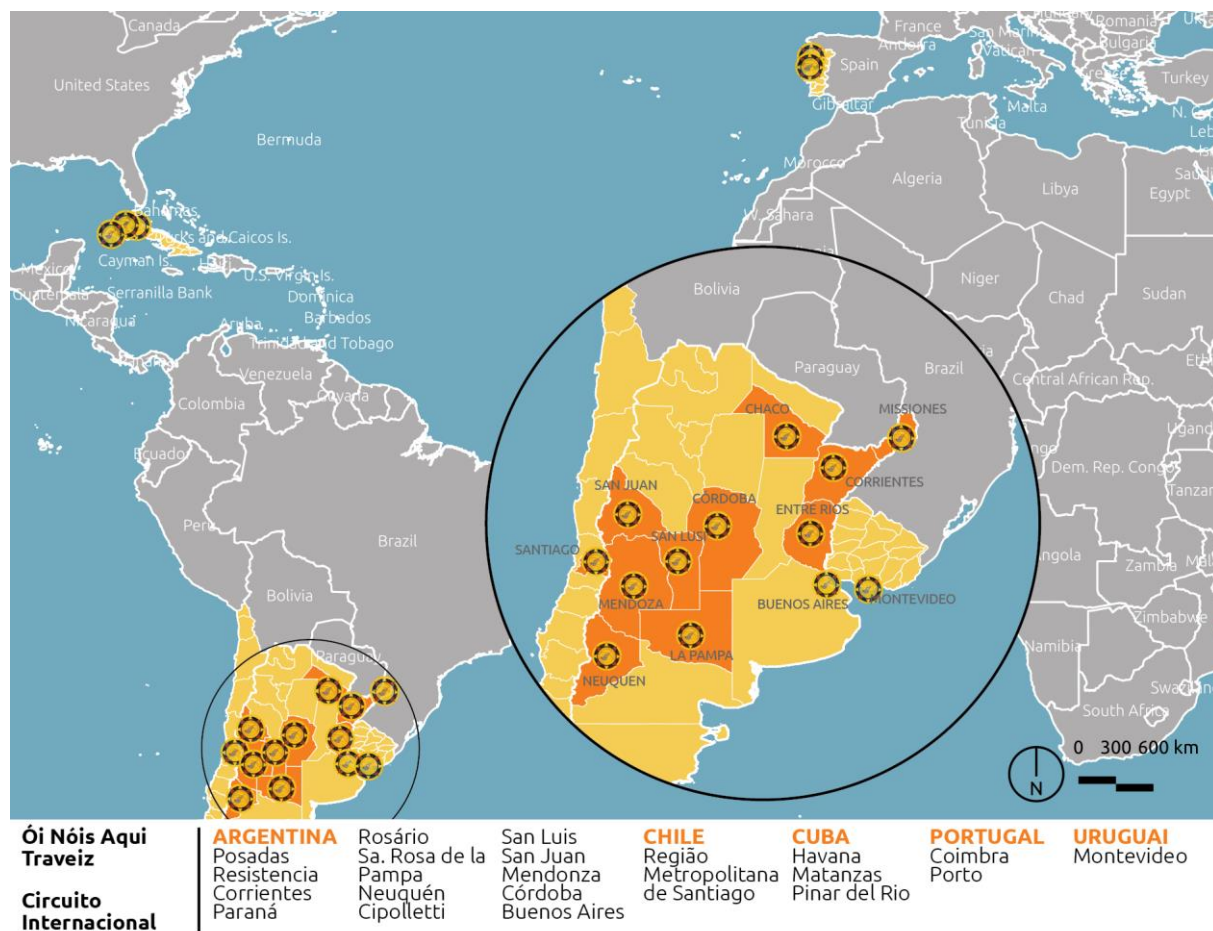 Canada
United States
Bermuda
Bahamas
rks and Caicos Is.
Mexico
Cayman Is.
U.S. Virgin Is.
Guatemala
Serranilla Bank
Dominica
Nicaragua
Aruba
Barbados
Trinidad and Tobago
Panama
Venezuela
Guyana
Colombia
Ecuador
Peru
Brazil
Bolivia
Paraguay
France
Andorra
San Marino
Vatican
Romania
Bulgaria
Spain
Turkey
Gibraltar
Malta
Tunisia
Morocco
Algeria
Libya
Egypt
W. Sahara
Niger
Chad
Sudan
Central African Rep.
Dem. Rep. Congo
Angola
Zambia
Zimbabwe
Namibia
South Africa
Bolivia
Paraguay
Brazil
CHACO
MISSIONES
CORRIENTES
SAN JUAN
CÓRDOBA
ENTRE RIOS
SANTIAGO
SAN LUSI
MENDOZA
BUENOS AIRES
MONTEVIDEO
LA PAMPA
NEUQUEN
0 300 600 km
N
Ói Nóis Aqui
Traveiz
Circuito
Internacional
ARGENTINA
Posadas
Resistencia
Corrientes
Paraná
Rosário
Sa. Rosa de la
Pampa
Neuquén
Cipolletti
San Luis
San Juan
Mendonza
Córdoba
Buenos Aires
CHILE
Região
Metropolitana
de Santiago
CUBA
Havana
Matanzas
Pinar del Rio
PORTUGAL
Coimbra
Porto
URUGUAI
Montevideo